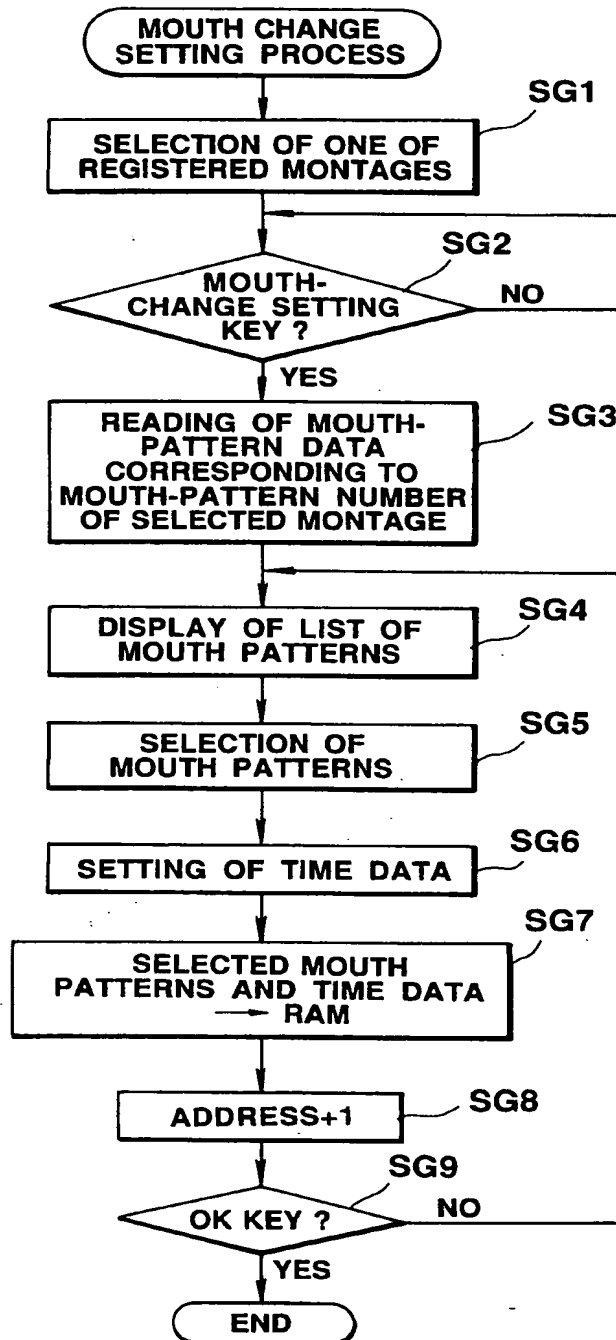 MOUTH CHANGE
SETTING PROCESS
SG1
SELECTION OF ONE OF
REGISTERED MONTAGES
SG2
MOUTH-
CHANGE SETTING
KEY ?
NO
YES
SG3
READING OF MOUTH-
PATTERN DATA
CORRESPONDING TO
MOUTH-PATTERN NUMBER
OF SELECTED MONTAGE
SG4
DISPLAY OF LIST OF
MOUTH PATTERNS
SG5
SELECTION OF
MOUTH PATTERNS
SG6
SETTING OF TIME DATA
SG7
SELECTED MOUTH
PATTERNS AND TIME DATA
→ RAM
SG8
ADDRESS+1
SG9
OK KEY ?
NO
YES
END